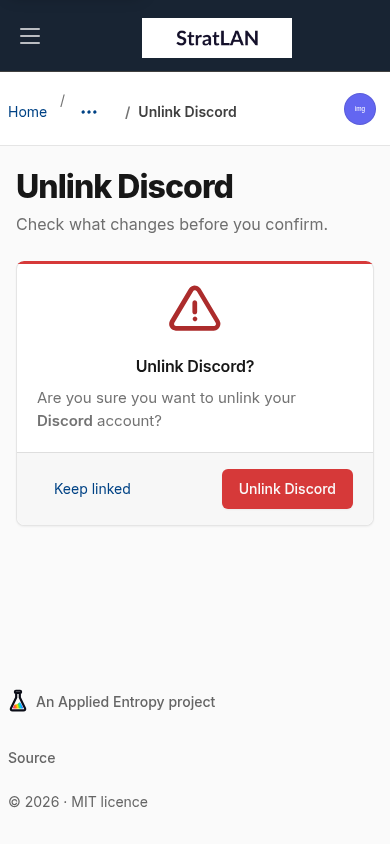 StratLAN
Home / ••• / Unlink Discord
Img
Unlink Discord
Check what changes before you confirm.
Unlink Discord?
Are you sure you want to unlink your
Discord account?
Keep linked
Unlink Discord
An Applied Entropy project
Source
© 2026 · MIT licence